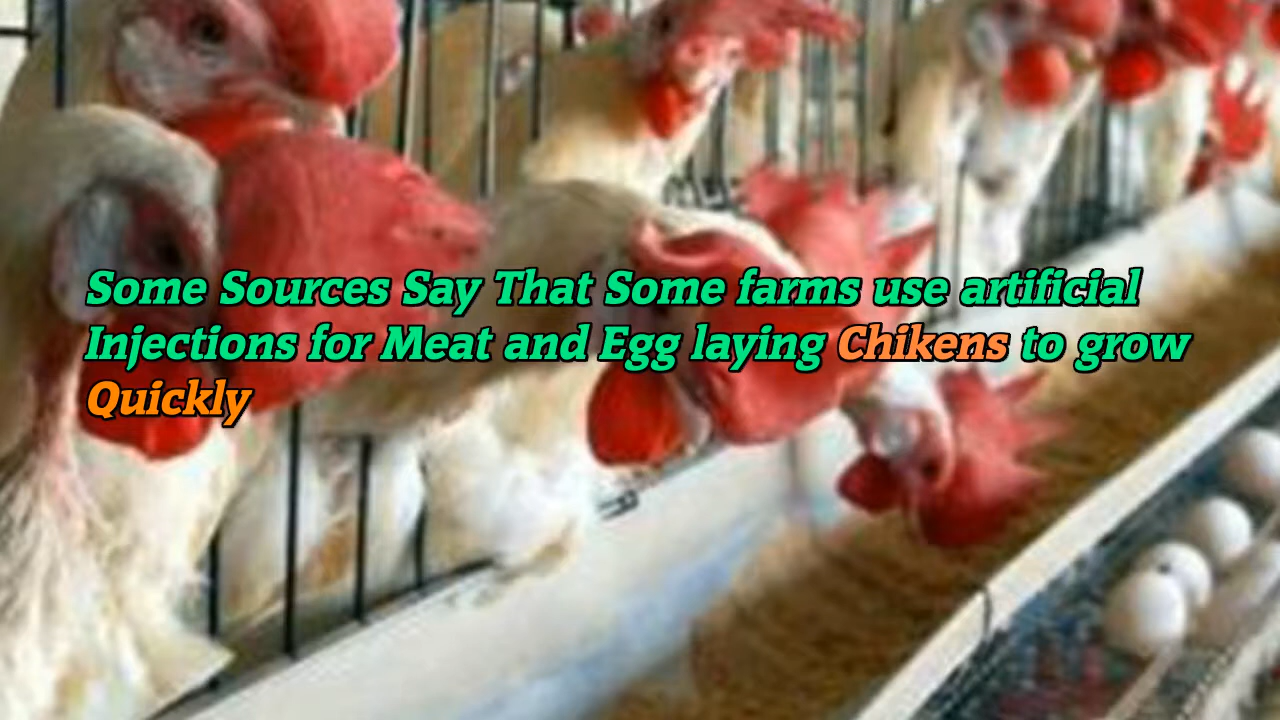 Some Sources Say That Some farms use artificial
Injections for Meat and Egg laying Chikens to grow
Quickly